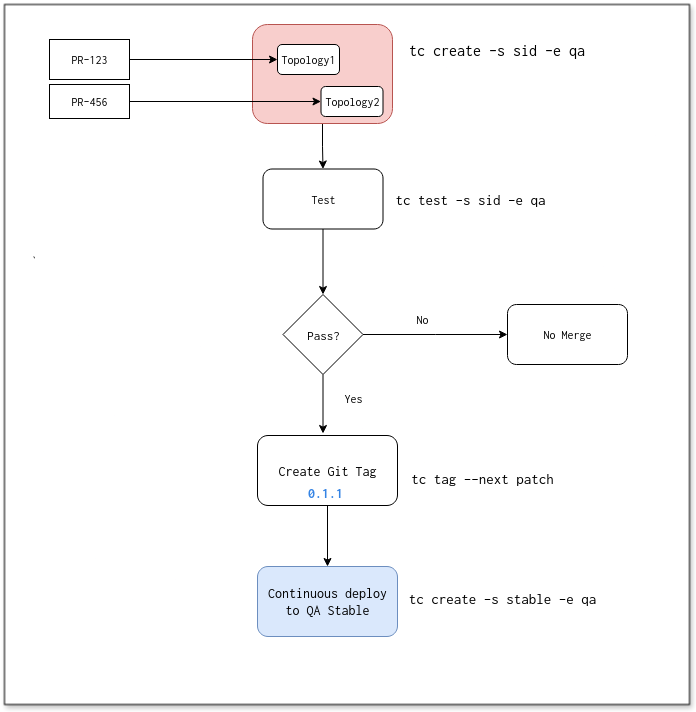 PR-123
Topology1
tc create -s sid -e qa
PR-456
Topology2
Test
tc test -s sid -e qa
`
Pass?
No
No Merge
Yes
Create Git Tag
0.1.1
tc tag --next patch
Continuous deploy
to QA Stable
tc create -s stable -e qa